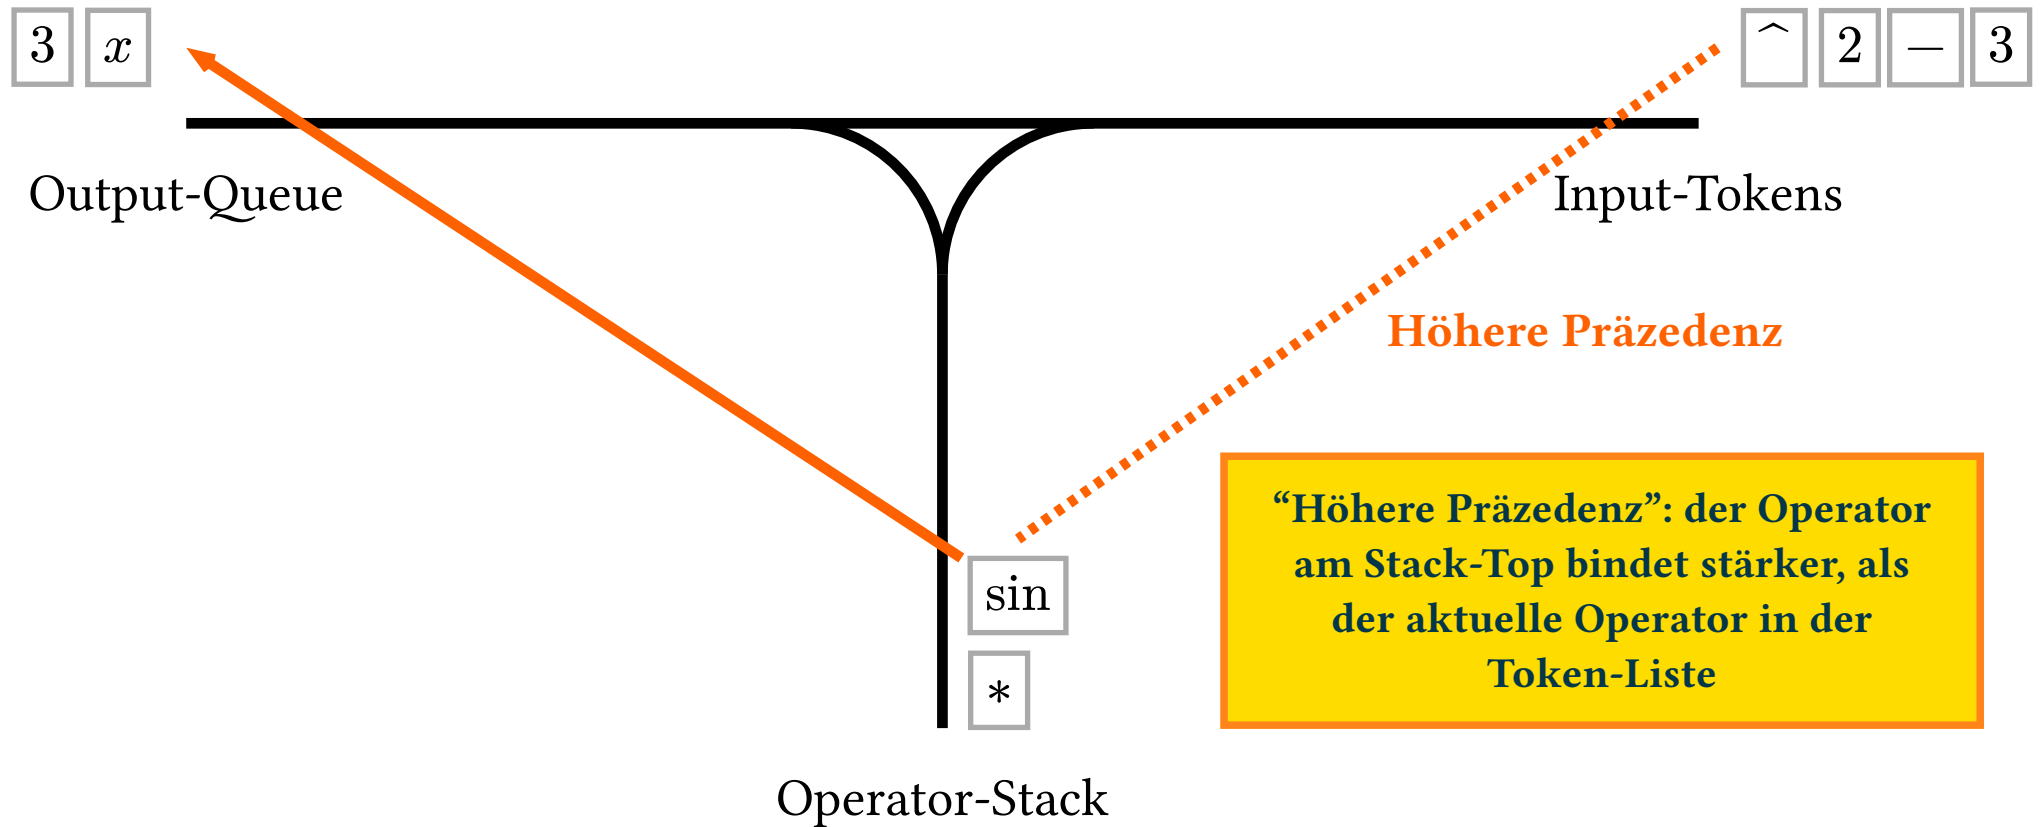 3 x ^ 2 − 3
Output-Queue Input-Tokens
Höhere Präzedenz
“Höhere Präzedenz”: der Operator
am Stack-Top bindet stärker, als
der aktuelle Operator in der
Token-Liste
sin
*
Operator-Stack